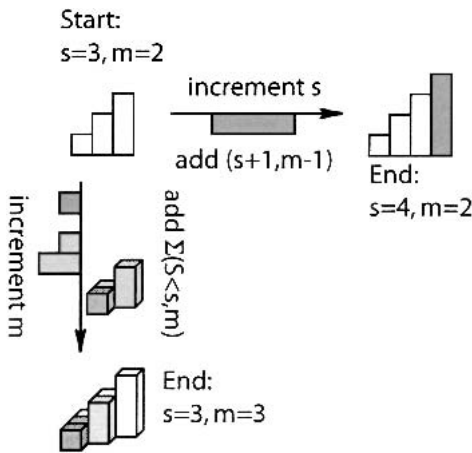 Start:
s=3, m=2
increment s
add (s+1,m-1)
End:
s=4, m=2
increment m
add Σ(S<s,m)
End:
s=3, m=3